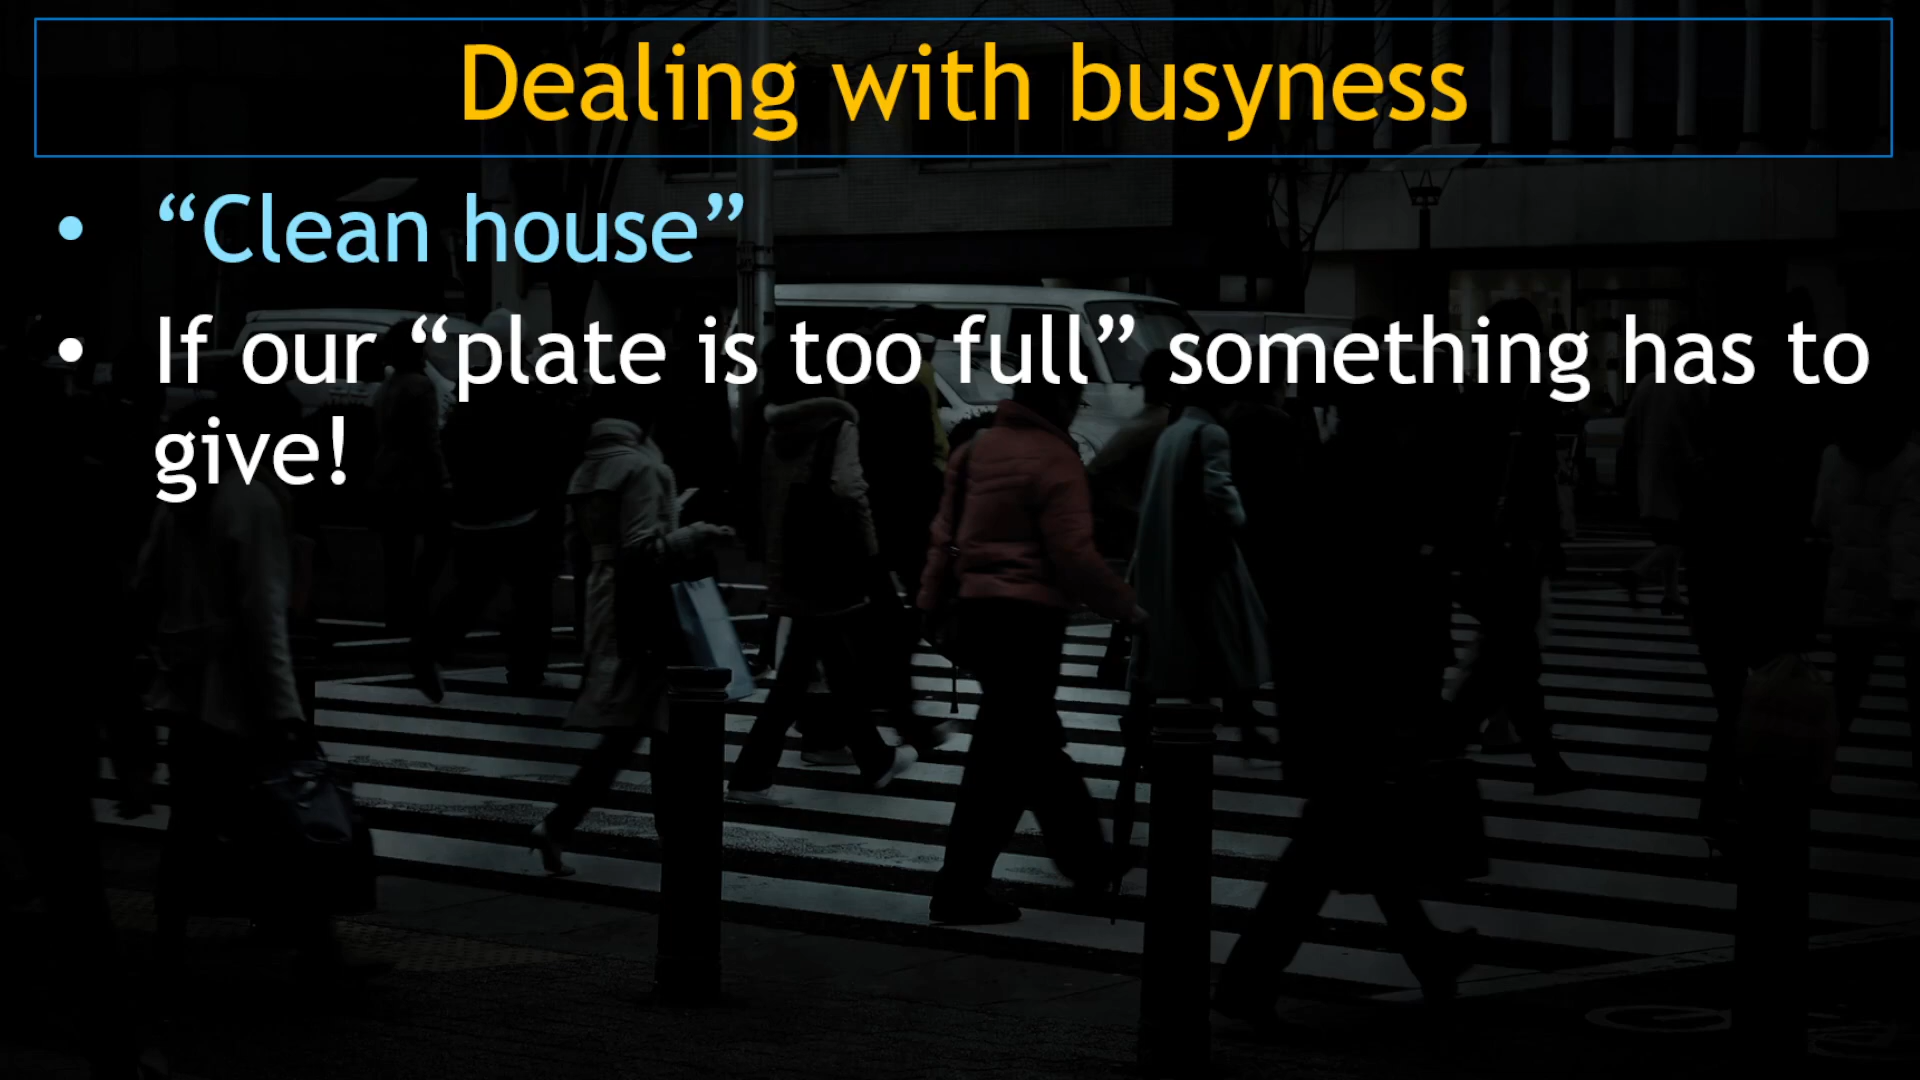 Dealing with busyness
• “Clean house”
• If our “plate is too full” something has to
give!